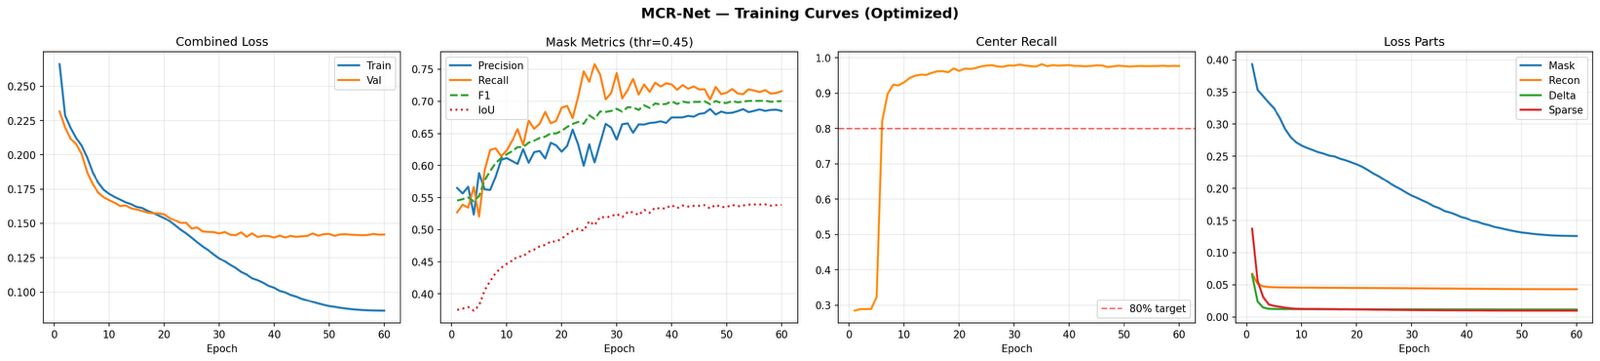 MCR-Net — Training Curves (Optimized)
Combined Loss
Train
Val
0.250
0.225
0.200
0.175
0.150
0.125
0.100
0 10 20 30 40 50 60
Epoch
Mask Metrics (thr=0.45)
Precision
Recall
F1
IoU
0.75
0.70
0.65
0.60
0.55
0.50
0.45
0.40
0 10 20 30 40 50 60
Epoch
Center Recall
1.0
0.9
0.8
0.7
0.6
0.5
0.4
0.3
80% target
0 10 20 30 40 50 60
Epoch
Loss Parts
Mask
Recon
Delta
Sparse
0.40
0.35
0.30
0.25
0.20
0.15
0.10
0.05
0.00
0 10 20 30 40 50 60
Epoch